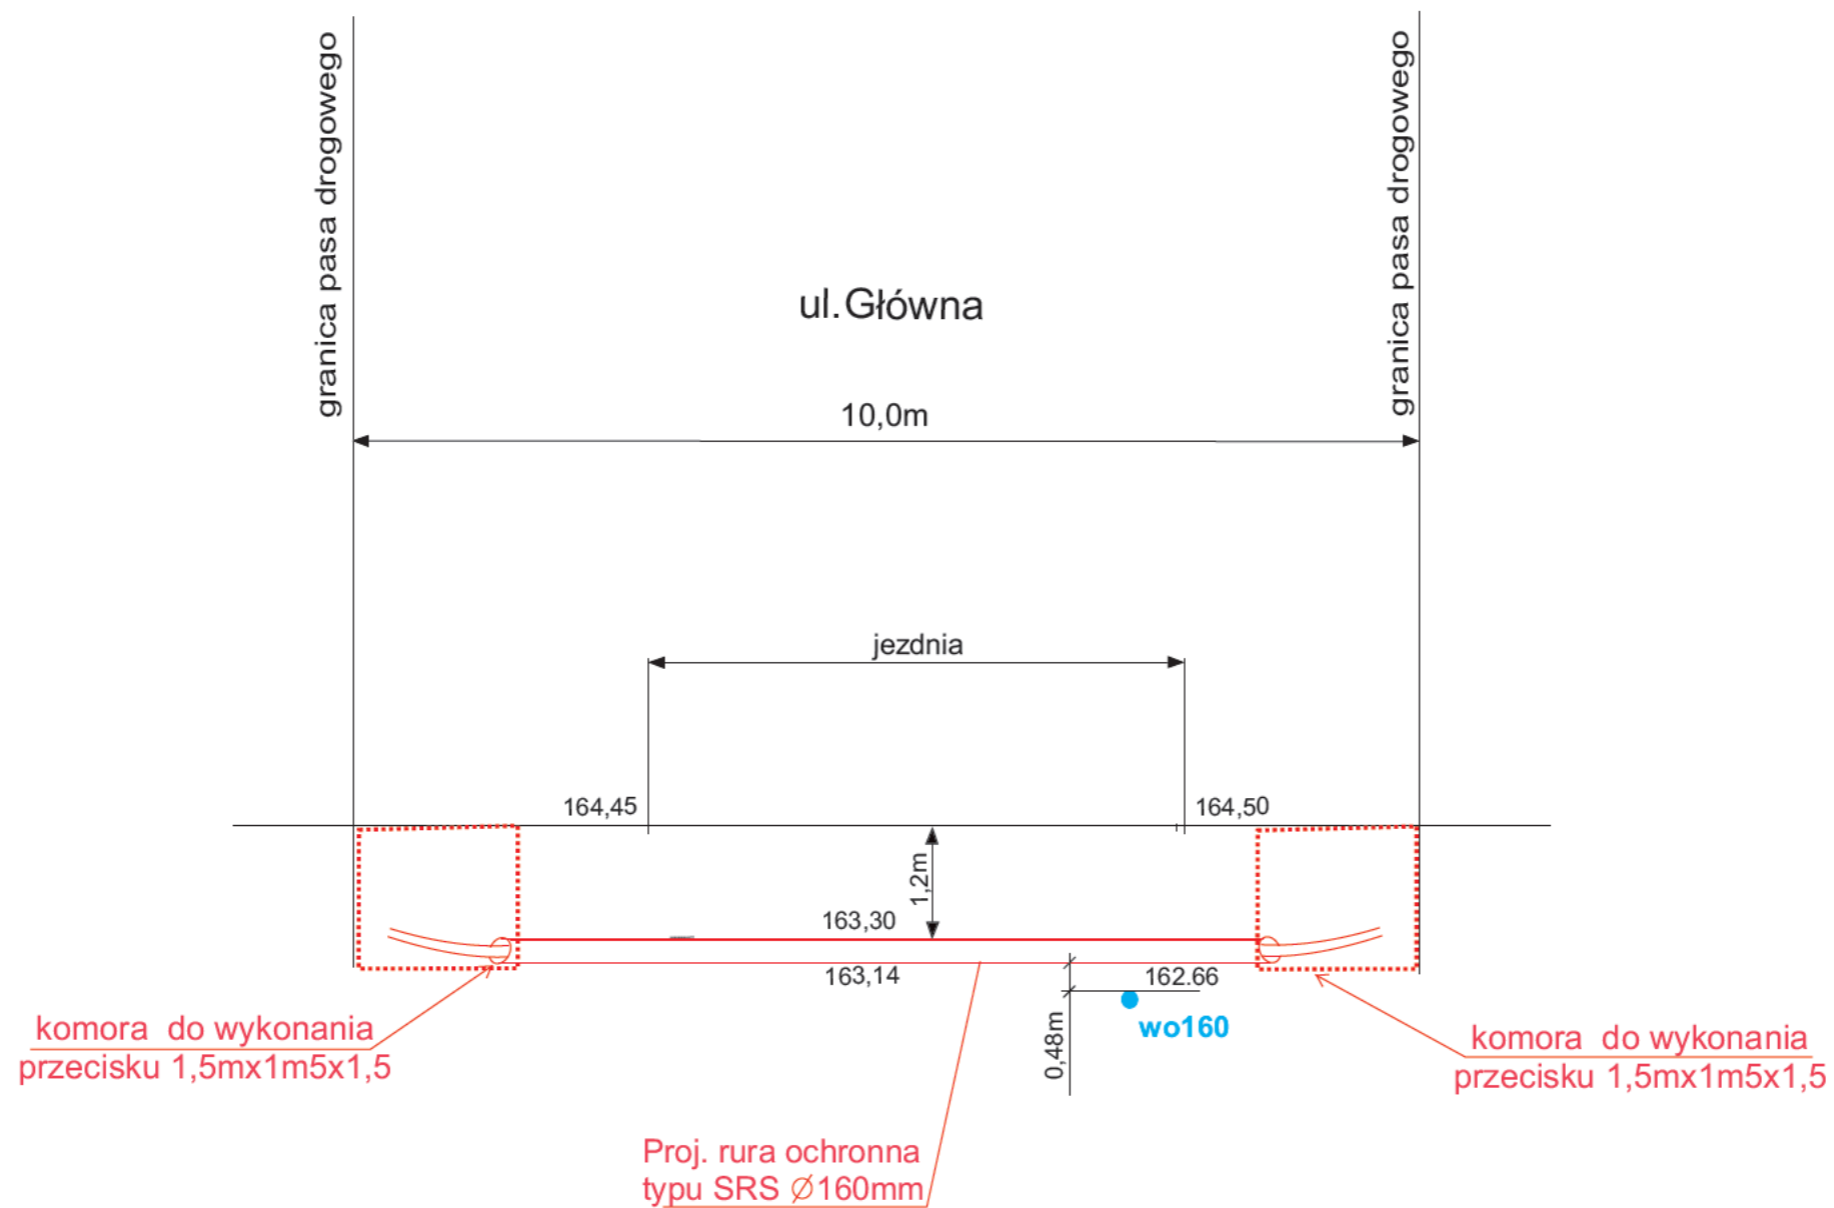 granica pasa drogowego
granica pasa drogowego
ul.Główna
10,0m
jezdnia
164,45
164,50
1,2m
163,30
163,14
162.66
wo160
0,48m
komora do wykonania
przecisku 1,5mx1m5x1,5
komora do wykonania
przecisku 1,5mx1m5x1,5
Proj. rura ochronna
typu SRS ∅160mm